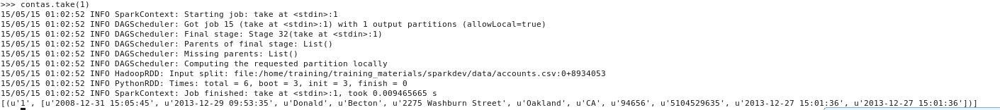 >>> contas.take(1)
15/05/15 01:02:52 INFO SparkContext: Starting job: take at <stdin>:1
15/05/15 01:02:52 INFO DAGScheduler: Got job 15 (take at <stdin>:1) with 1 output partitions (allowLocal=true)
15/05/15 01:02:52 INFO DAGScheduler: Final stage: Stage 32(take at <stdin>:1)
15/05/15 01:02:52 INFO DAGScheduler: Parents of final stage: List()
15/05/15 01:02:52 INFO DAGScheduler: Missing parents: List()
15/05/15 01:02:52 INFO DAGScheduler: Computing the requested partition locally
15/05/15 01:02:52 INFO HadoopRDD: Input split: file:/home/training/training_materials/sparkdev/data/accounts.csv:0+8934053
15/05/15 01:02:52 INFO PythonRDD: Times: total = 6, boot = 3, init = 3, finish = 0
15/05/15 01:02:52 INFO SparkContext: Job finished: take at <stdin>:1, took 0.009465665 s
[(u'1', [u'2008-12-31 15:05:45', u'2013-12-29 09:53:35', u'Donald', u'Becton', u'2275 Washburn Street', u'Oakland', u'CA', u'94656', u'5104529635', u'2013-12-27 15:01:36', u'2013-12-27 15:01:36'])]